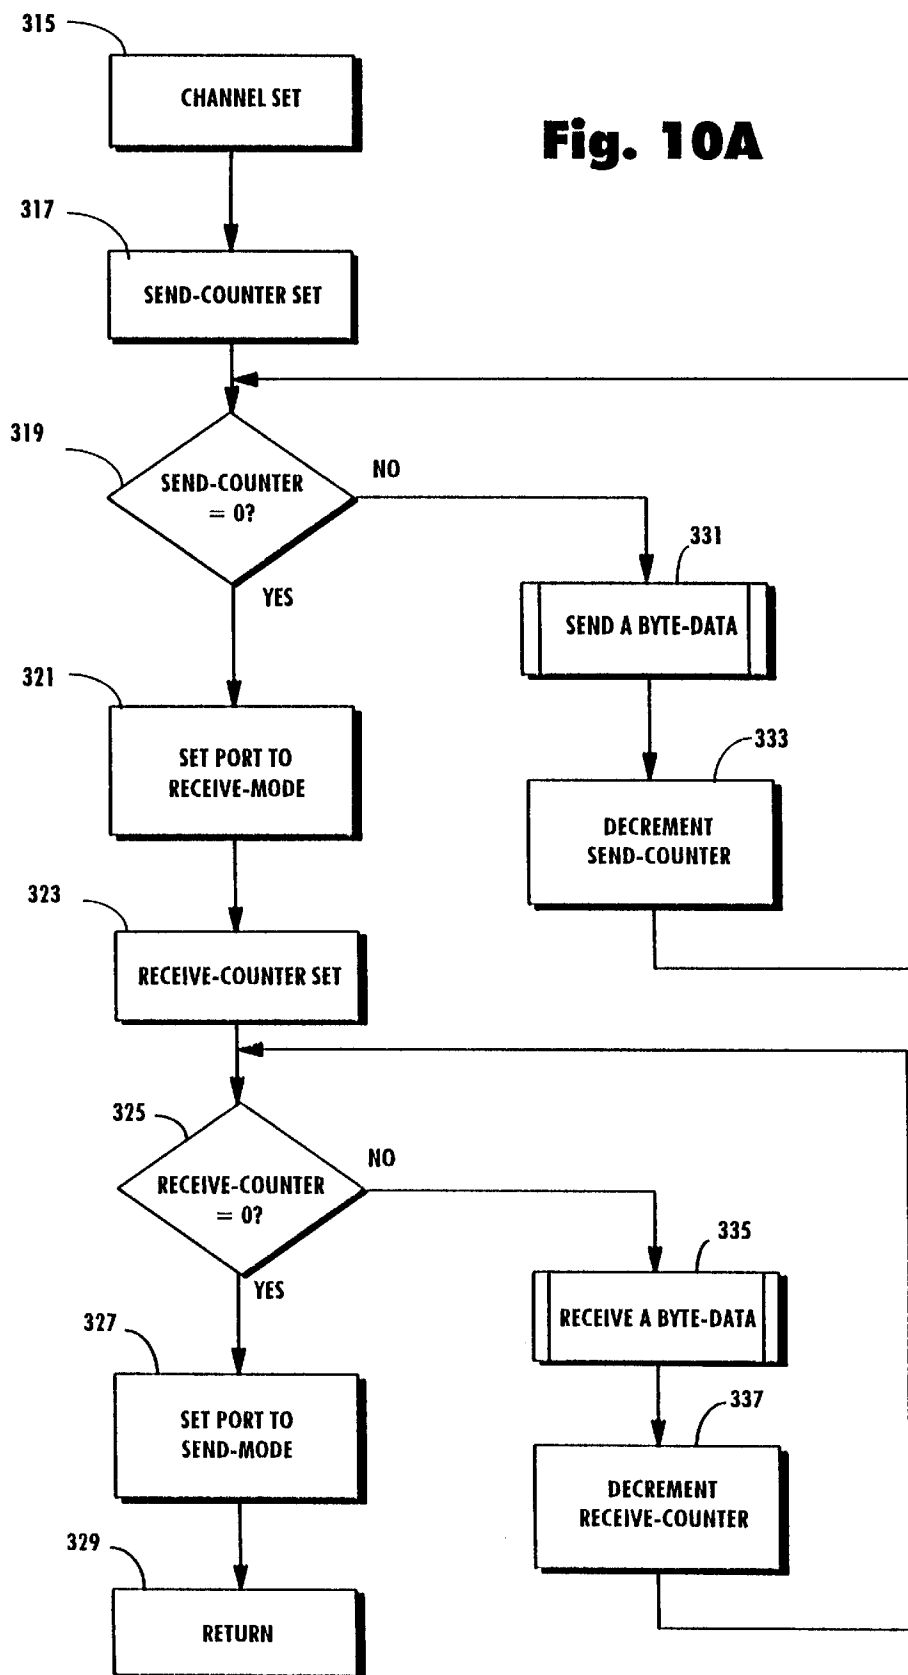 315
CHANNEL SET
Fig. 10A
317
SEND-COUNTER SET
319
SEND-COUNTER
= 0?
NO
YES
331
SEND A BYTE-DATA
321
SET PORT TO
RECEIVE-MODE
333
DECREMENT
SEND-COUNTER
323
RECEIVE-COUNTER SET
325
RECEIVE-COUNTER
= 0?
NO
YES
335
RECEIVE A BYTE-DATA
327
SET PORT TO
SEND-MODE
337
DECREMENT
RECEIVE-COUNTER
329
RETURN